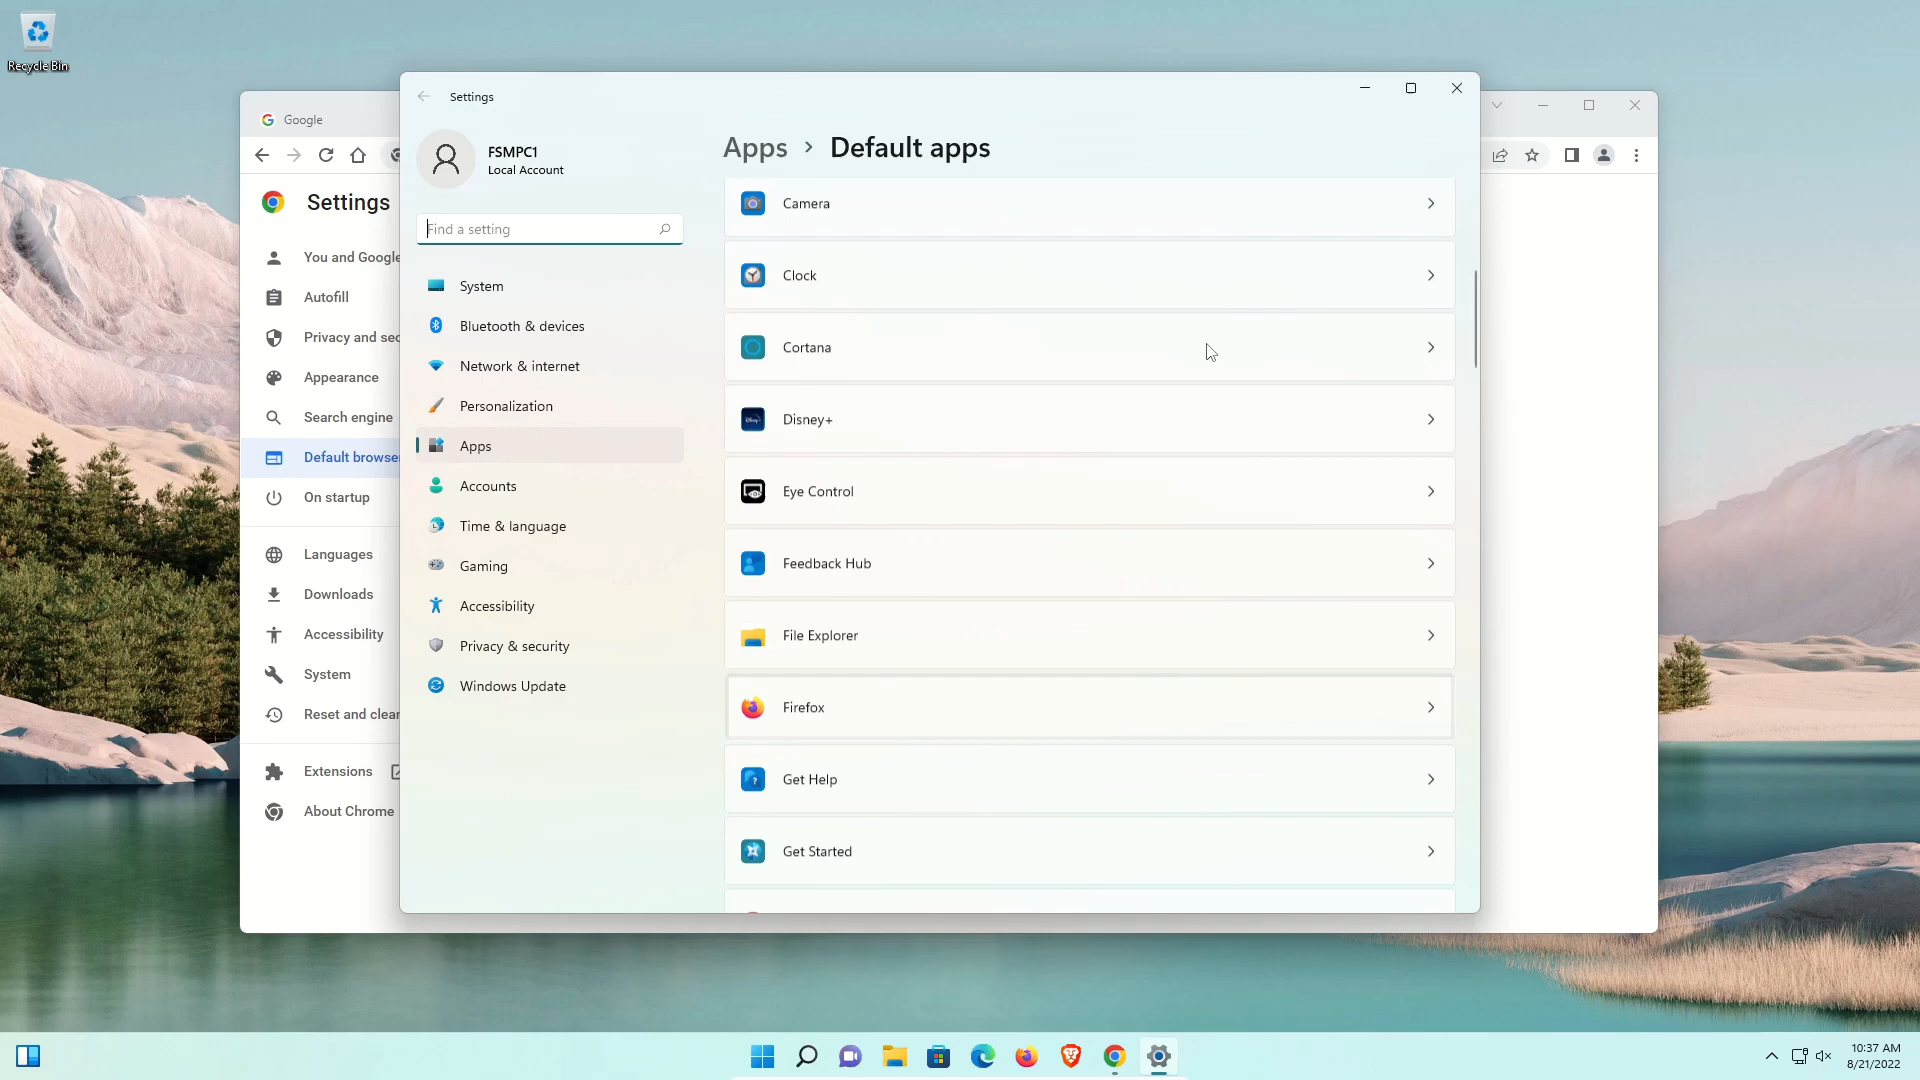 Recycle Bin
Google
Settings
You and Google
Autofill
Privacy and sec
Appearance
Search engine
Default browse
On startup
Languages
Downloads
Accessibility
System
Reset and clear
Extensions
About Chrome
Settings
FSMPC1
Local Account
Find a setting
System
Bluetooth & devices
Network & internet
Personalization
Apps
Accounts
Time & language
Gaming
Accessibility
Privacy & security
Windows Update
Apps > Default apps
Camera
Clock
Cortana
Disney+
Eye Control
Feedback Hub
File Explorer
Firefox
Get Help
Get Started
10:37 AM
8/21/2022